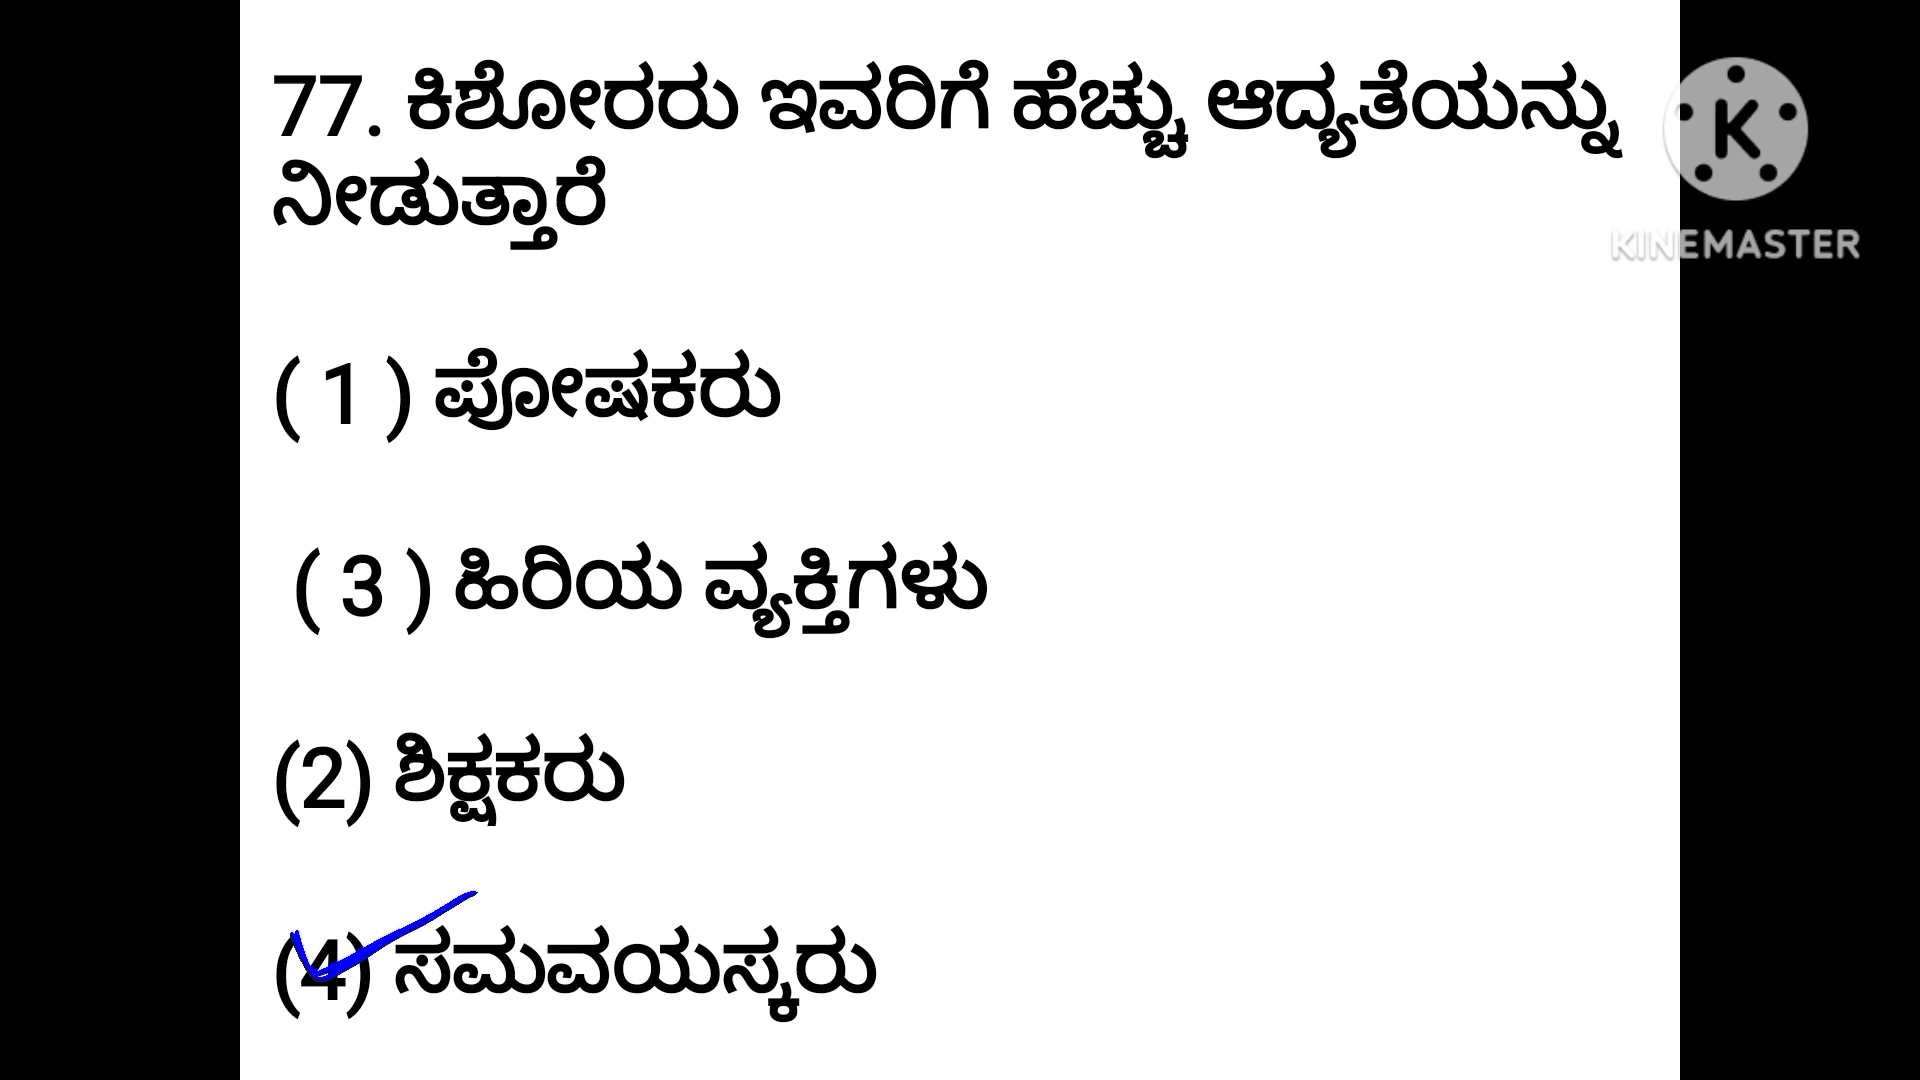 77. ಕಿಶೋರರು ಇವರಿಗೆ ಹೆಚ್ಚು ಆದ್ಯತೆಯನ್ನು
ನೀಡುತ್ತಾರೆ
( 1 ) ಪೋಷಕರು
( 3 ) ಹಿರಿಯ ವ್ಯಕ್ತಿಗಳು
(2) ಶಿಕ್ಷಕರು
(4) ಸಮವಯಸ್ಕರು
K
KINEMASTER